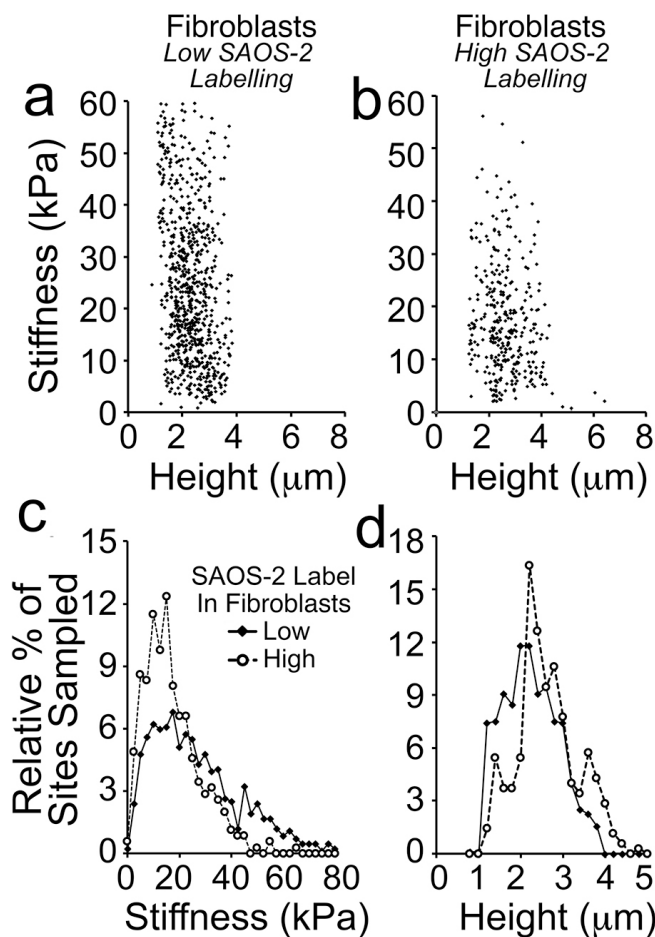 Fibroblasts
Low SAOS-2
Labelling
Fibroblasts
High SAOS-2
Labelling
a
b
Stiffness (kPa)
60
50
40
30
20
10
0
0 2 4 6 8
Height (μm)
60
50
40
30
20
10
0
0 2 4 6 8
Height (μm)
c
d
Relative % of
Sites Sampled
15
12
9
6
3
0
0 20 40 60 80
Stiffness (kPa)
SAOS-2 Label
In Fibroblasts
Low
High
18
15
12
9
6
3
0
0 1 2 3 4 5
Height (μm)